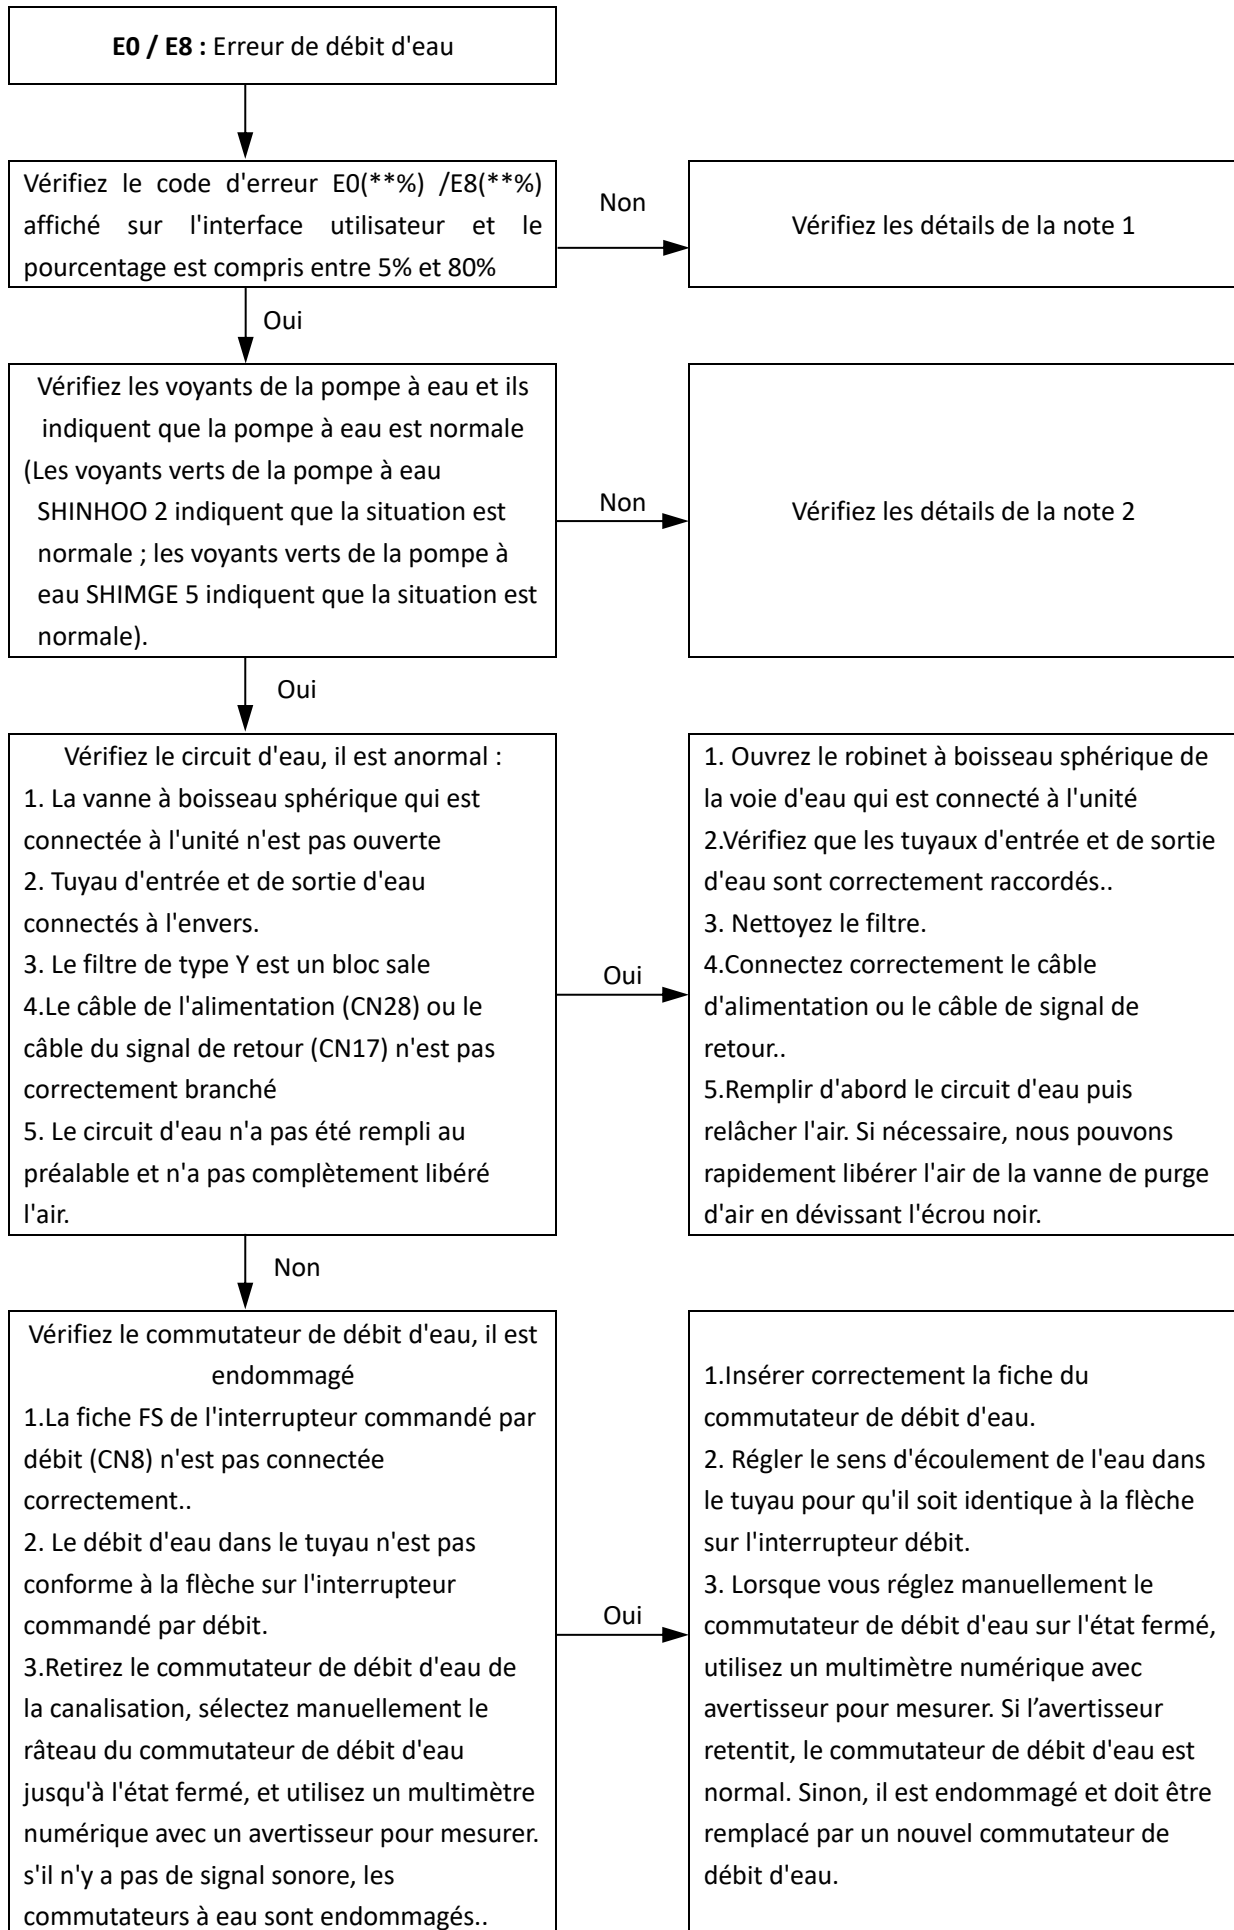 E0 / E8 : Erreur de débit d'eau
Vérifiez le code d'erreur E0(**%) /E8(**%)
affiché sur l'interface utilisateur et le
pourcentage est compris entre 5% et 80%
Non
Vérifiez les détails de la note 1
Oui
Vérifiez les voyants de la pompe à eau et ils
indiquent que la pompe à eau est normale
(Les voyants verts de la pompe à eau
SHINHOO 2 indiquent que la situation est
normale ; les voyants verts de la pompe à
eau SHIMGE 5 indiquent que la situation est
normale).
Non
Vérifiez les détails de la note 2
Oui
Vérifiez le circuit d'eau, il est anormal :
1. La vanne à boisseau sphérique qui est
connectée à l'unité n'est pas ouverte
2. Tuyau d'entrée et de sortie d'eau
connectés à l'envers.
3. Le filtre de type Y est un bloc sale
4.Le câble de l'alimentation (CN28) ou le
câble du signal de retour (CN17) n'est pas
correctement branché
5. Le circuit d'eau n'a pas été rempli au
préalable et n'a pas complètement libéré
l'air.
Oui
1. Ouvrez le robinet à boisseau sphérique de
la voie d'eau qui est connecté à l'unité
2.Vérifiez que les tuyaux d'entrée et de sortie
d'eau sont correctement raccordés..
3. Nettoyez le filtre.
4.Connectez correctement le câble
d'alimentation ou le câble de signal de
retour..
5.Remplir d'abord le circuit d'eau puis
relâcher l'air. Si nécessaire, nous pouvons
rapidement libérer l'air de la vanne de purge
d'air en dévissant l'écrou noir.
Non
Vérifiez le commutateur de débit d'eau, il est
endommagé
1.La fiche FS de l'interrupteur commandé par
débit (CN8) n'est pas connectée
correctement..
2. Le débit d'eau dans le tuyau n'est pas
conforme à la flèche sur l'interrupteur
commandé par débit.
3.Retirez le commutateur de débit d'eau de
la canalisation, sélectez manuellement le
râteau du commutateur de débit d'eau
jusqu'à l'état fermé, et utilisez un multimètre
numérique avec un avertisseur pour mesurer.
s'il n'y a pas de signal sonore, les
commutateurs à eau sont endommagés..
Oui
1.Insérer correctement la fiche du
commutateur de débit d'eau.
2. Régler le sens d'écoulement de l'eau dans
le tuyau pour qu'il soit identique à la flèche
sur l'interrupteur débit.
3. Lorsque vous réglez manuellement le
commutateur de débit d'eau sur l'état fermé,
utilisez un multimètre numérique avec
avertisseur pour mesurer. Si l’avertisseur
retentit, le commutateur de débit d'eau est
normal. Sinon, il est endommagé et doit être
remplacé par un nouvel commutateur de
débit d'eau.